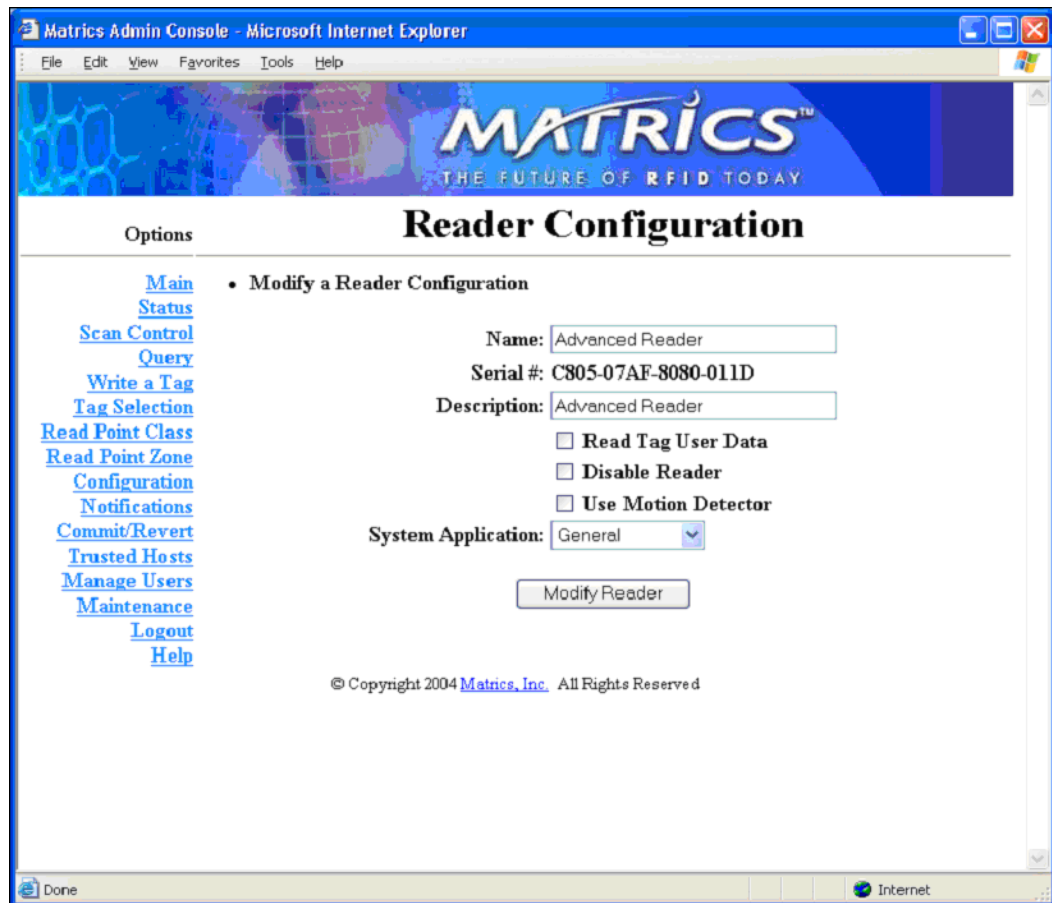 Matrics Admin Console - Microsoft Internet Explorer
File Edit View Favorites Tools Help
MATRICS™
THE FUTURE OF RFID TODAY
Options
Reader Configuration
Main
Status
Scan Control
Query
Write a Tag
Tag Selection
Read Point Class
Read Point Zone
Configuration
Notifications
Commit/Revert
Trusted Hosts
Manage Users
Maintenance
Logout
Help
• Modify a Reader Configuration
Name: Advanced Reader
Serial #: C805-07AF-8080-011D
Description: Advanced Reader
Read Tag User Data
Disable Reader
Use Motion Detector
System Application: General
Modify Reader
© Copyright 2004 Matrics, Inc. All Rights Reserved
Done
Internet